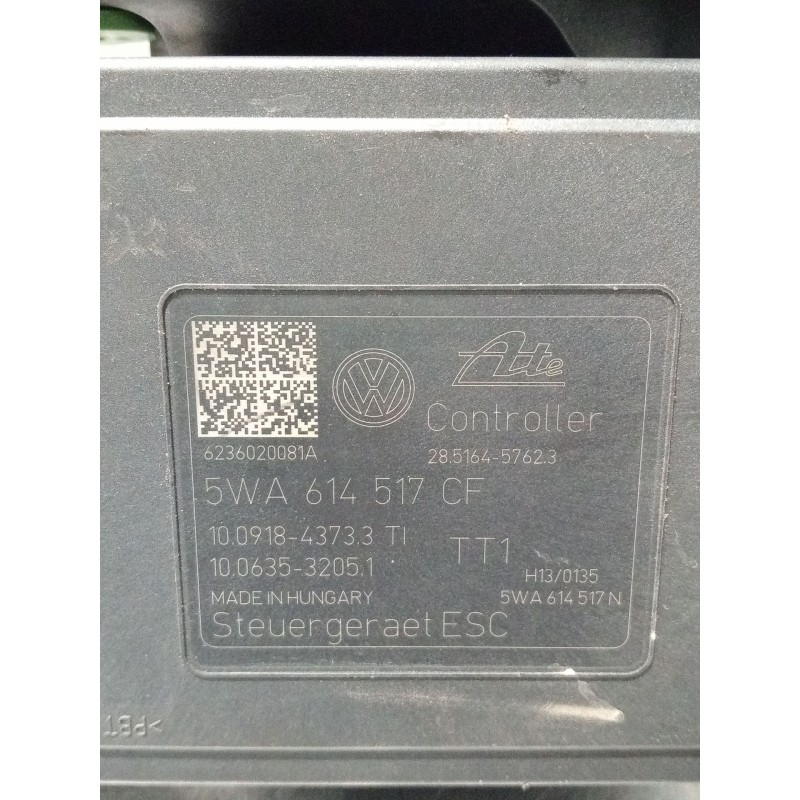 Ate
Controller
6236020081A
28.5164-5762.3
5WA 614 517 CF
10.0918-4373.3 TI
TT1
10.0635-3205.1
H13/0135
MADE IN HUNGARY
5WA 614 517 N
Steuergeraet ESC
>PBT